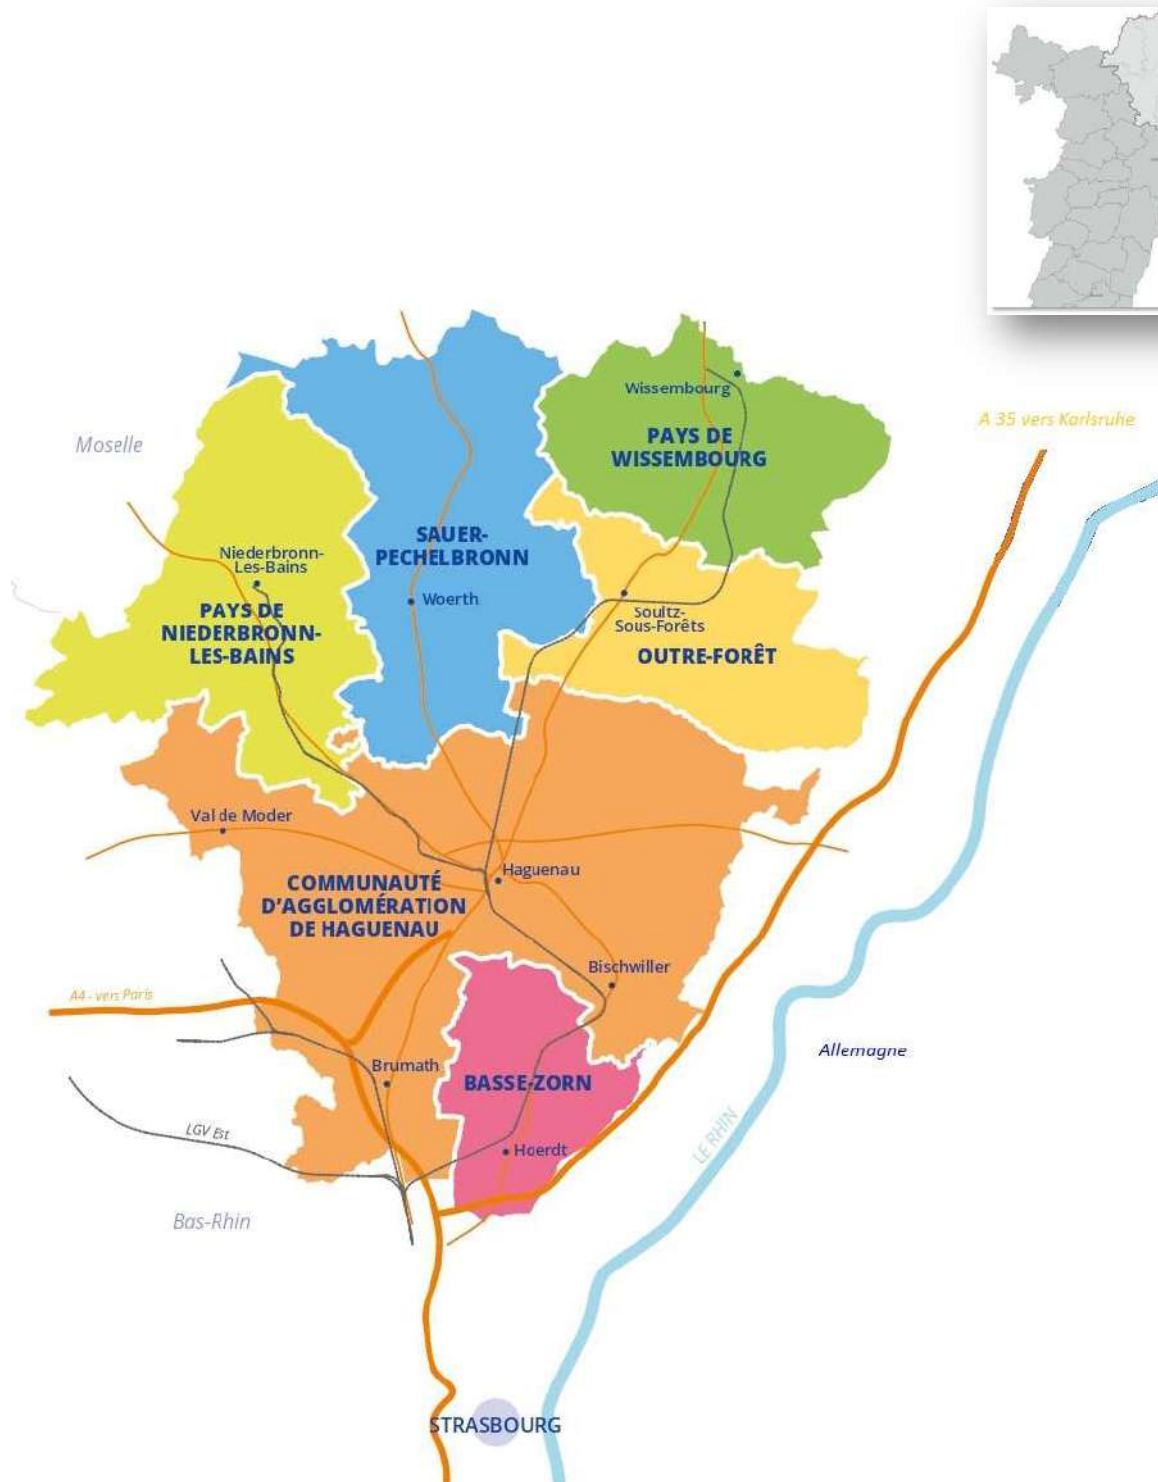 Wissembourg
A 35 vers Karlsruhe
PAYS DE
WISSEMBOURG
Moselle
SAUER-
PECHELBRONN
Niederbronn-
Les-Bains
Woerth
PAYS DE
NIEDERBRONN-
LES-BAINS
Soultz-
Sous-Forêts
OUTRE-FORÊT
Val de Moder
Haguenau
COMMUNAUTÉ
D'AGGLOMÉRATION
DE HAGUENAU
Bischwiller
A4 - vers Paris
Allemagne
Brumath
BASSE-ZORN
LE RHIN
LGV Est
Hoerdt
Bas-Rhin
STRASBOURG